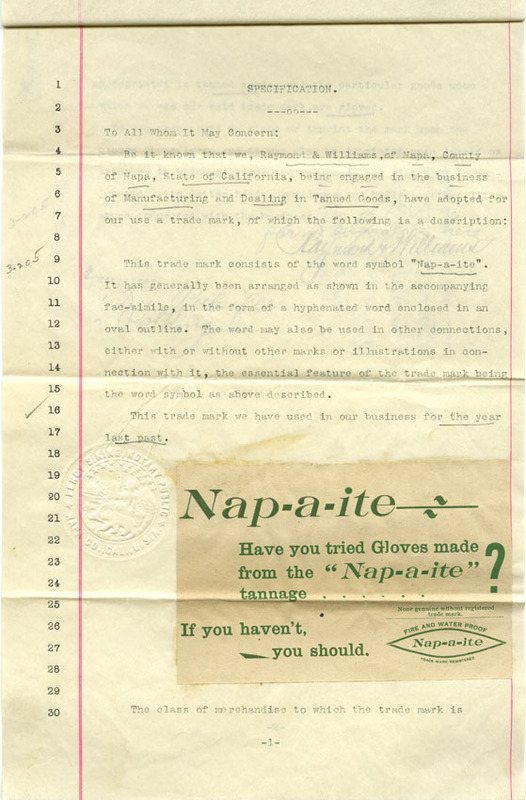 1 SPECIFICATION.
2 ---oo---
3 To All Whom It May Concern:
4 Be it known that we, Raymond & Williams, of Napa, County
5 of Napa, State of California, being engaged in the business
6 of Manufacturing and Dealing in Tanned Goods, have adopted for
7 our use a trade mark, of which the following is a description:
8
3-205
9 This trade mark consists of the word symbol "Nap-a-ite".
10 It has generally been arranged as shown in the accompanying
11 fac-simile, in the form of a hyphenated word enclosed in an
12 oval outline. The word may also be used in other connections,
13 either with or without other marks or illustrations in con-
14 nection with it, the essential feature of the trade mark being
15 the word symbol as above described.
16 This trade mark we have used in our business for the year
17 last past.
18
19
20
21
22
23
24
25
26
27
28
29
PERCY S. KING, NOTARY PUBLIC
NAPA CO., CAL., U.S.A.
Nap-a-ite
Have you tried Gloves made
from the "Nap-a-ite" ?
tannage . . . . . .
None genuine without registered
trade mark.
If you haven't,
you should.
FIRE AND WATER PROOF
Nap-a-ite
TRADE MARK REGISTERED
30 The class of merchandise to which the trade mark is
-1-